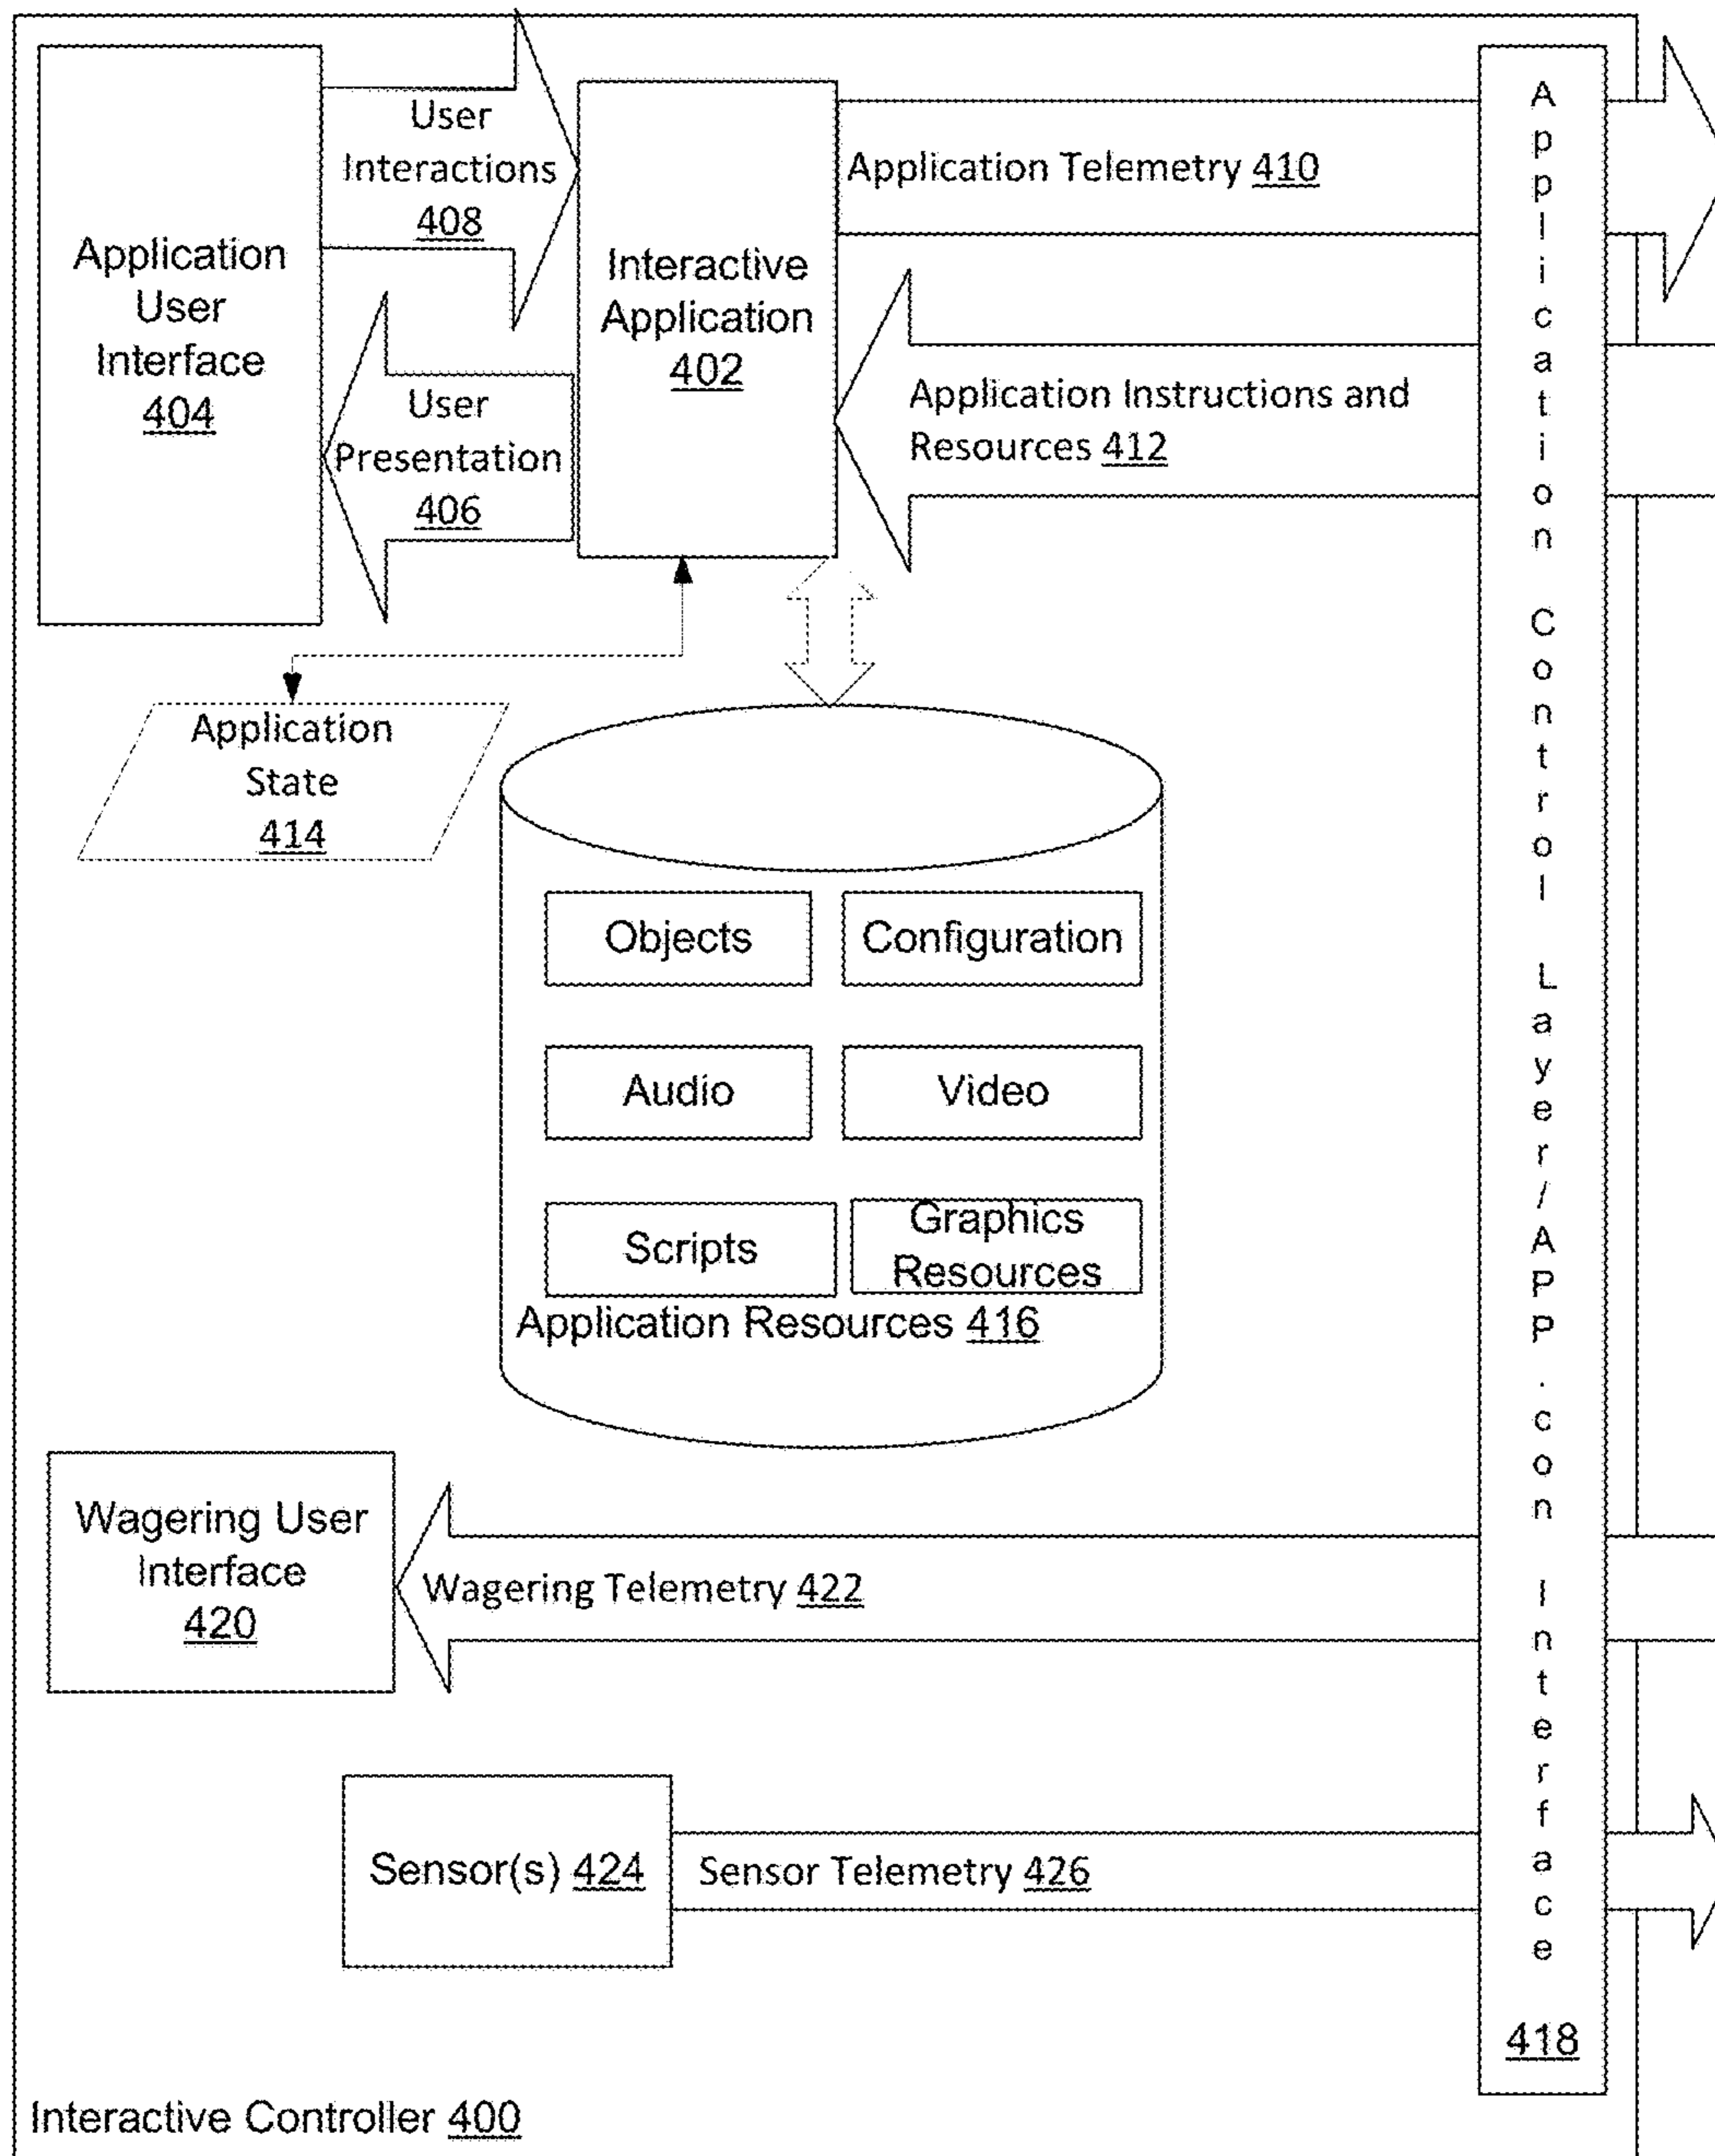 Application
User
Interface
404
User
Interactions
408
User
Presentation
406
Interactive
Application
402
Application Telemetry 410
Application Instructions and
Resources 412
Application
State
414
Objects
Configuration
Audio
Video
Scripts
Graphics
Resources
Application Resources 416
Wagering User
Interface
420
Wagering Telemetry 422
Sensor(s) 424
Sensor Telemetry 426
Application Control Layer/APP.con Interface
418
Interactive Controller 400